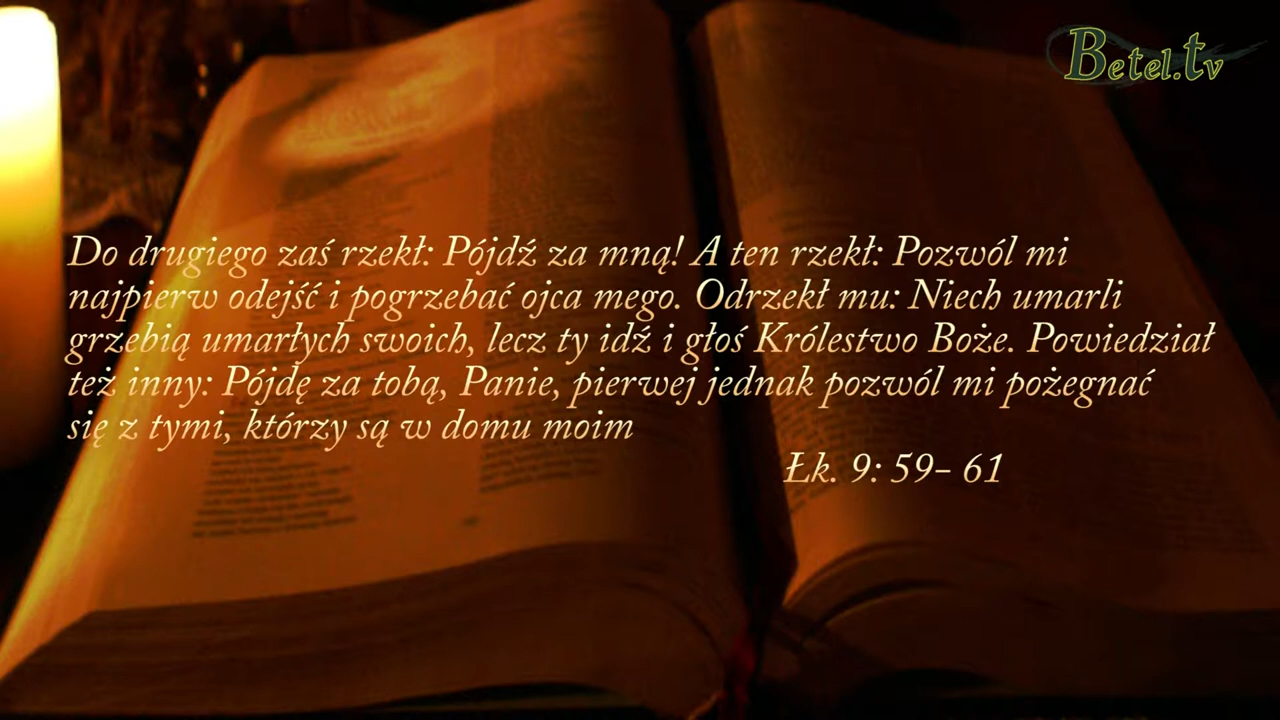 Betel.tv
Do drugiego zaś rzekł: Pójdź za mną! A ten rzekł: Pozwól mi
najpierw odejść i pogrzebać ojca mego. Odrzekł mu: Niech umarli
grzebią umarłych swoich, lecz ty idź i głoś Królestwo Boże. Powiedział
też inny: Pójdę za tobą, Panie, pierwej jednak pozwól mi pożegnać
się z tymi, którzy są w domu moim
Łk. 9: 59- 61